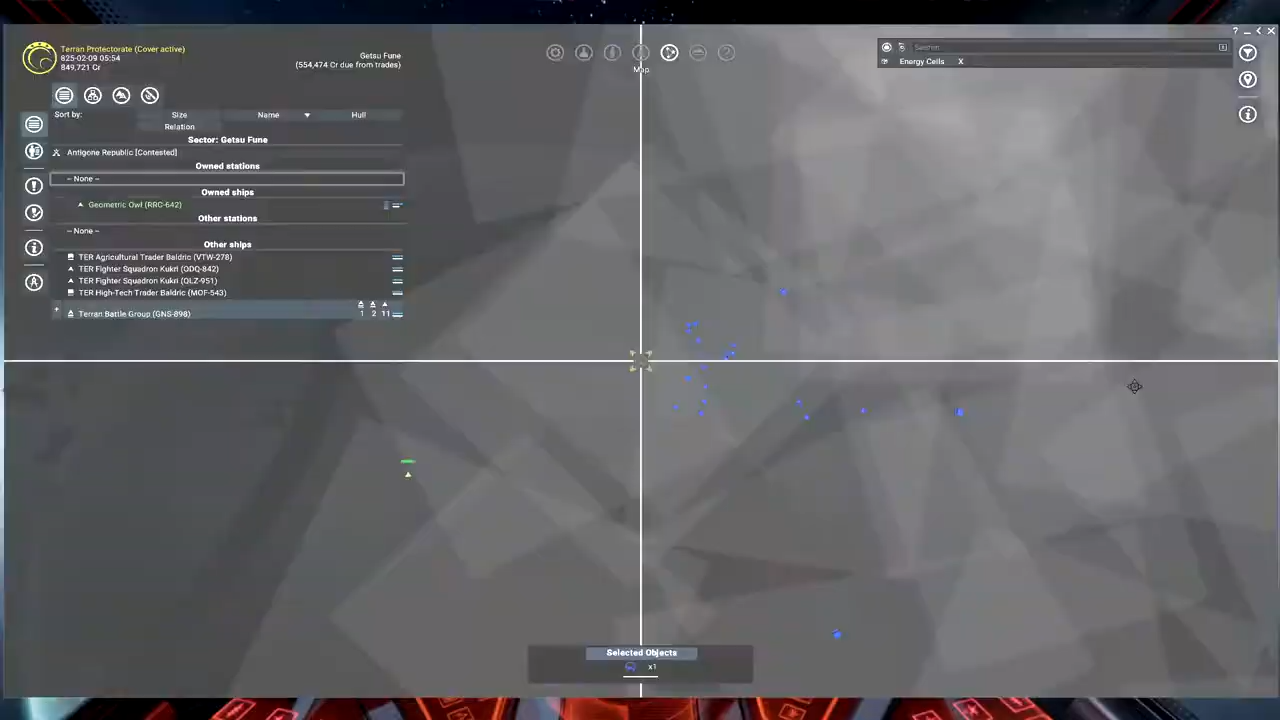 Terran Protectorate (Cover active)
825-02-09 05:54
849,721 Cr
Getsu Fune
(554,474 Cr due from trades)
Map
Search
Energy Cells X
Sort by: Size Name Hull
Relation
Sector: Getsu Fune
Antigone Republic [Contested]
Owned stations
-- None --
Owned ships
Geometric Owl (RRC-642)
Other stations
-- None --
Other ships
TER Agricultural Trader Baldric (VTW-278)
TER Fighter Squadron Kukri (ODQ-842)
TER Fighter Squadron Kukri (QLZ-951)
TER High-Tech Trader Baldric (MOF-543)
Terran Battle Group (GNS-898) 1 2 11
Selected Objects
x1